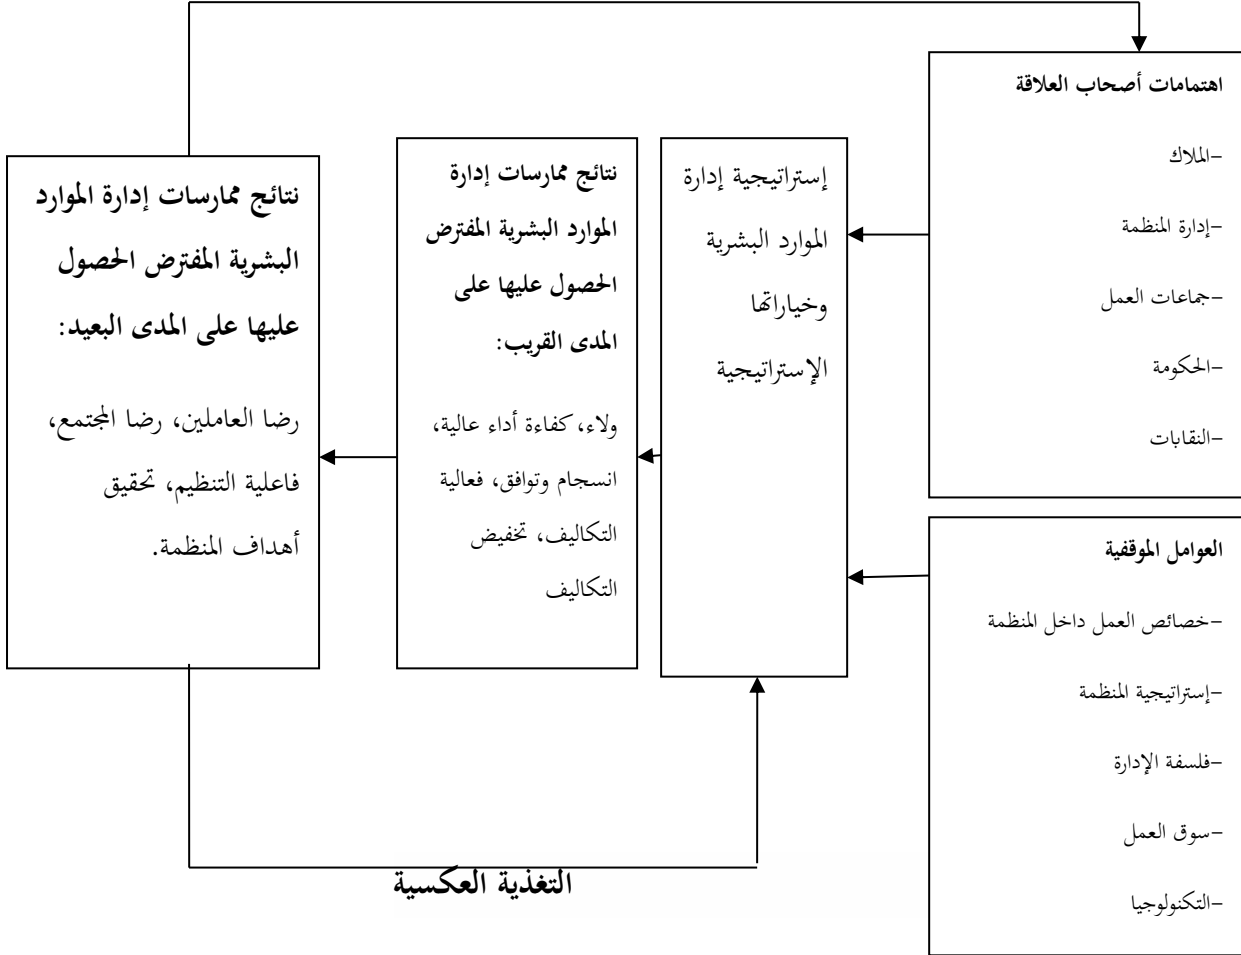 اهتمامات أصحاب العلاقة
-الملاك
-إدارة المنظمة
-جماعات العمل
-الحكومة
-النقابات
العوامل الموقفية
-خصائص العمل داخل المنظمة
-إستراتيجية المنظمة
-فلسفة الإدارة
-سوق العمل
-التكنولوجيا
إستراتيجية إدارة
الموارد البشرية
وخياراتها
الإستراتيجية
نتائج ممارسات إدارة
الموارد البشرية المفترض
الحصول عليها على
المدى القريب:
ولاء، كفاءة أداء عالية،
انسجام وتوافق، فعالية
التكاليف، تخفيض
التكاليف
نتائج ممارسات إدارة الموارد
البشرية المفترض الحصول
عليها على المدى البعيد:
رضا العاملين، رضا المجتمع،
فاعلية التنظيم، تحقيق
أهداف المنظمة.
التغذية العكسية